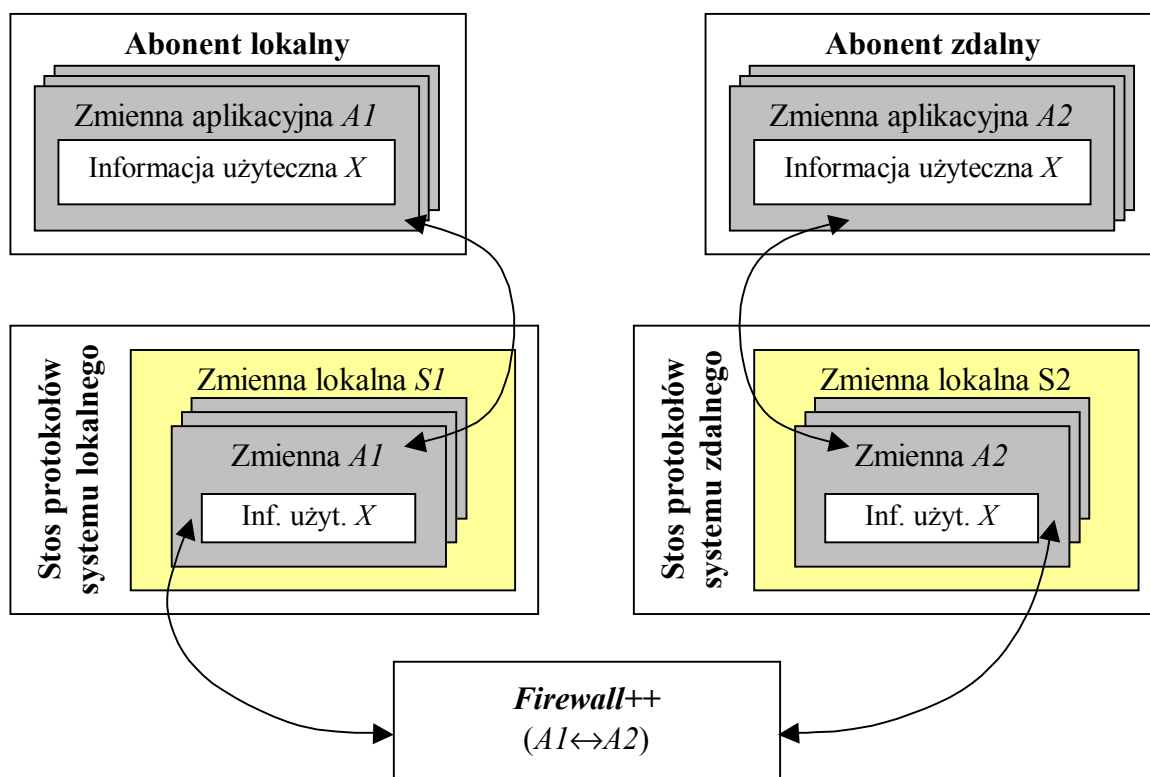 Abonent lokalny
Zmienna aplikacyjna A1
Informacja użyteczna X
Abonent zdalny
Zmienna aplikacyjna A2
Informacja użyteczna X
Stos protokołów
systemu lokalnego
Zmienna lokalna S1
Zmienna A1
Inf. użyt. X
Stos protokołów
systemu zdalnego
Zmienna lokalna S2
Zmienna A2
Inf. użyt. X
Firewall++
(A1↔A2)